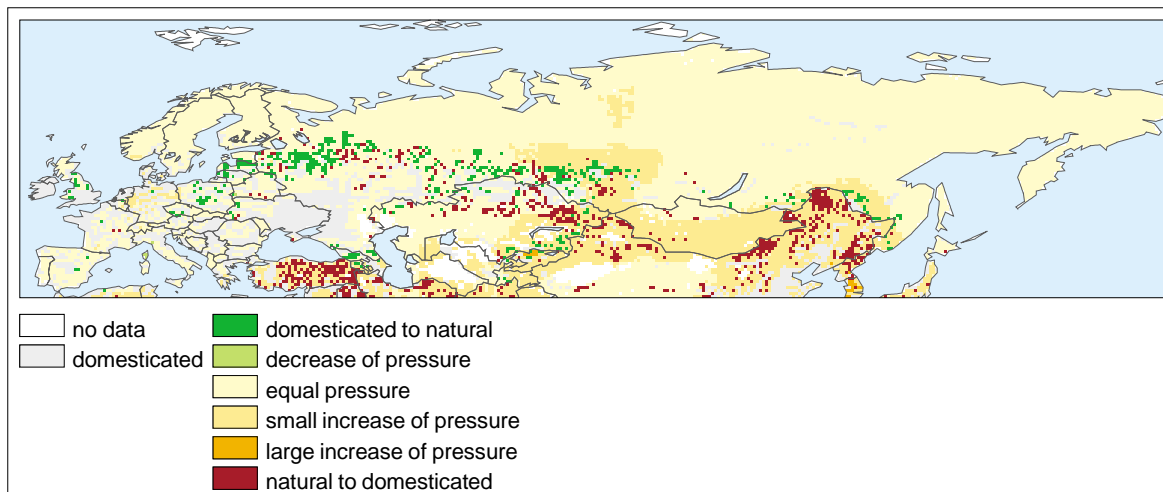 no data
domesticated
domesticated to natural
decrease of pressure
equal pressure
small increase of pressure
large increase of pressure
natural to domesticated